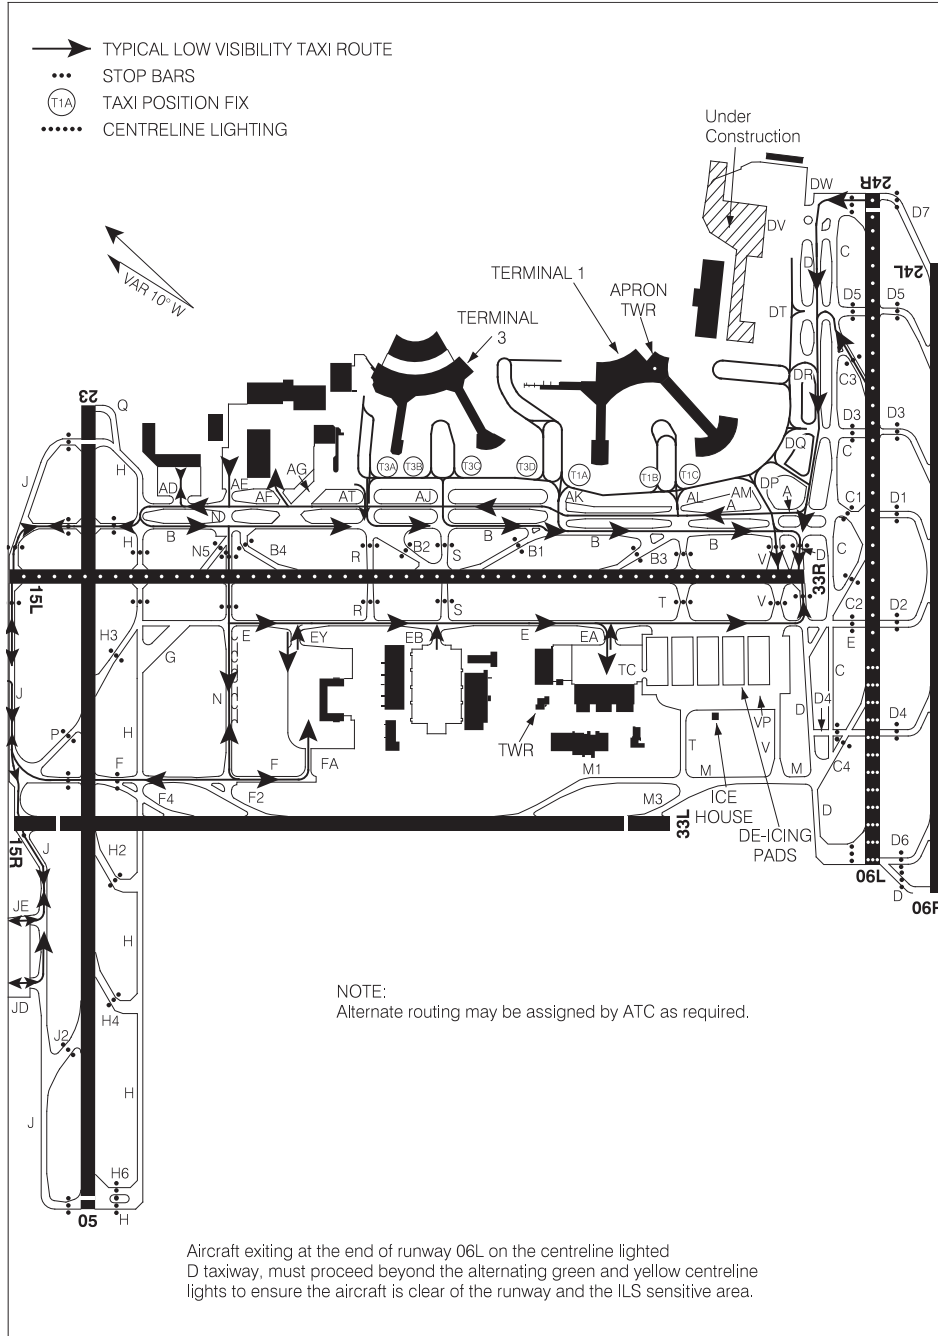 TYPICAL LOW VISIBILITY TAXI ROUTE
STOP BARS
T1A
TAXI POSITION FIX
CENTRELINE LIGHTING
Under
Construction
DW
24R
D7
DV
C
24L
VAR 10° W
D
TERMINAL 1
APRON
TWR
D5
D5
DT
TERMINAL
3
DR
C3
23
Q
D3
D3
DQ
C
H
J
AD
AE
AG
T3A
T3B
T3C
T3D
T1A
T1B
T1C
DP
AF
AT
AJ
AK
AL
AM
A
A
C1
D1
N
B
B
B
B
H
N5
B4
R
B2
S
B1
B3
V
D
C
15L
33R
R
S
T
V
C2
D2
E
EY
EB
E
EA
E
H3
G
TC
C
J
N
D
D4
D4
P
H
TWR
VP
T
V
F
F
FA
M1
M
M
C4
F4
F2
M3
ICE
HOUSE
D
33L
DE-ICING
PADS
15R
J
H2
D6
06L
D
06R
JE
H
JD
H4
NOTE:
Alternate routing may be assigned by ATC as required.
J2
H
J
H6
05
H
Aircraft exiting at the end of runway 06L on the centreline lighted
D taxiway, must proceed beyond the alternating green and yellow centreline
lights to ensure the aircraft is clear of the runway and the ILS sensitive area.